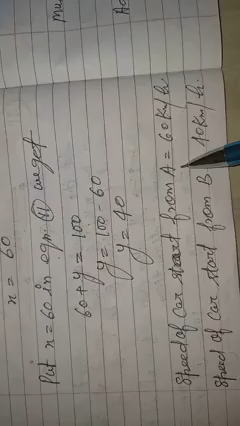 x = 60
Put x = 60 in eqn (ii) we get
60 + y = 100
y = 100 - 60
y = 40
Speed of car start from A = 60 Km/h.
Speed of car start from B 40 Km/h.